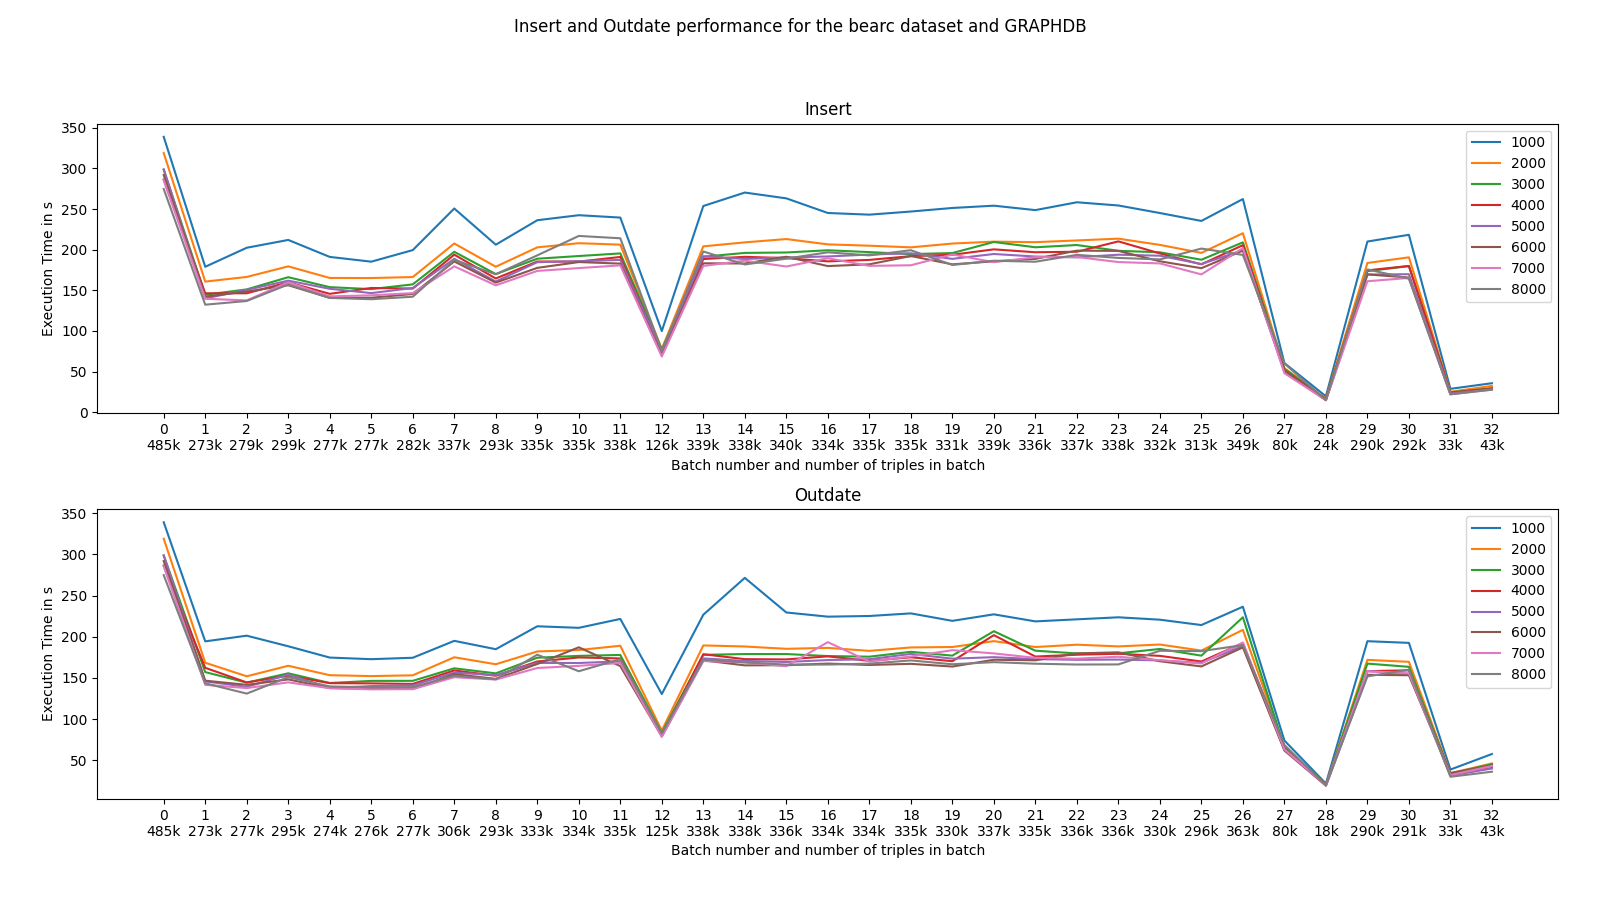 Insert and Outdate performance for the bearc dataset and GRAPHDB
Insert
Execution Time in s
350
300
250
200
150
100
50
0
1000
2000
3000
4000
5000
6000
7000
8000
0 1 2 3 4 5 6 7 8 9 10 11 12 13 14 15 16 17 18 19 20 21 22 23 24 25 26 27 28 29 30 31 32
485k 273k 279k 299k 277k 277k 282k 337k 293k 335k 335k 338k 126k 339k 338k 340k 334k 335k 335k 331k 339k 336k 337k 338k 332k 313k 349k 80k 24k 290k 292k 33k 43k
Batch number and number of triples in batch
Outdate
Execution Time in s
350
300
250
200
150
100
50
1000
2000
3000
4000
5000
6000
7000
8000
0 1 2 3 4 5 6 7 8 9 10 11 12 13 14 15 16 17 18 19 20 21 22 23 24 25 26 27 28 29 30 31 32
485k 273k 277k 295k 274k 276k 277k 306k 293k 333k 334k 335k 125k 338k 338k 336k 334k 334k 335k 330k 337k 335k 336k 336k 330k 296k 363k 80k 18k 290k 291k 33k 43k
Batch number and number of triples in batch